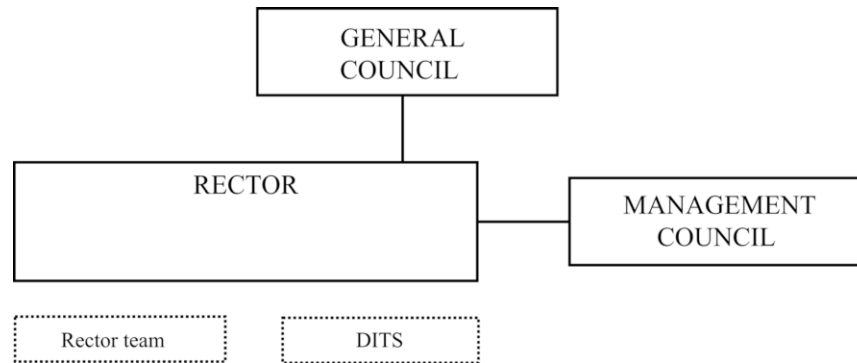 GENERAL
COUNCIL
RECTOR
MANAGEMENT
COUNCIL
Rector team
DITS